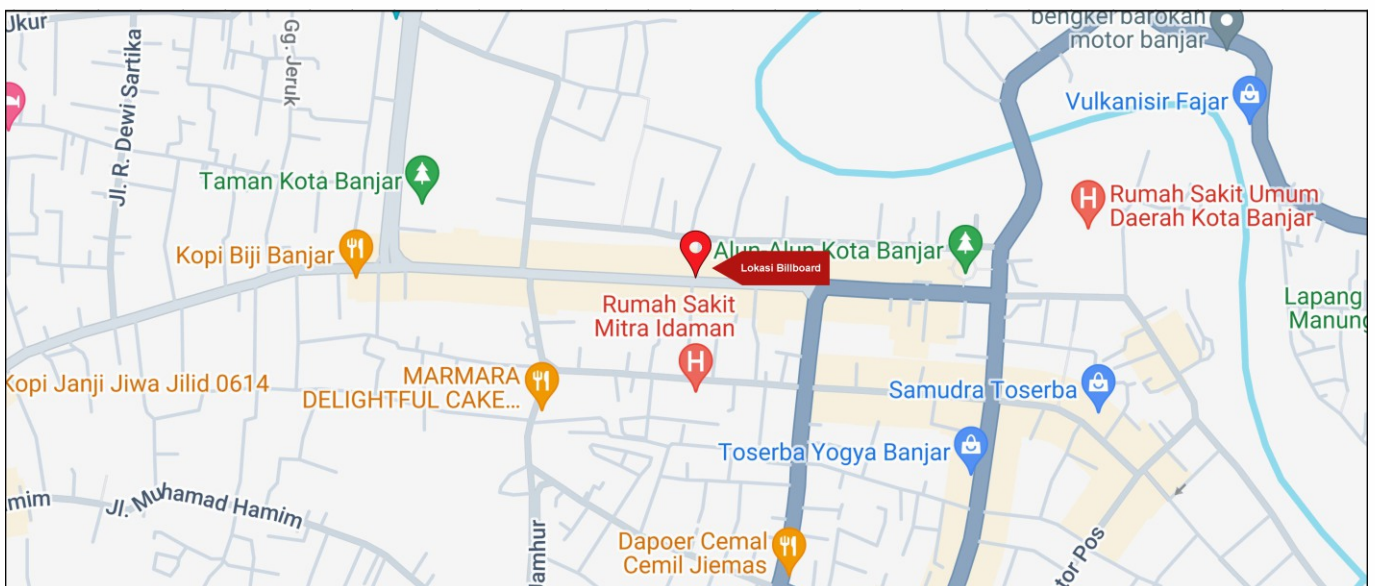 Ukur
bengkel barokah
motor banjar
Gg. Jeruk
Jl. R. Dewi Sartika
Vulkanisir Fajar
Taman Kota Banjar
Rumah Sakit Umum
Daerah Kota Banjar
Kopi Biji Banjar
Alun Alun Kota Banjar
Lokasi Billboard
Rumah Sakit
Mitra Idaman
Lapang
Manung
Kopi Janji Jiwa Jilid 0614
MARMARA
DELIGHTFUL CAKE...
Samudra Toserba
Toserba Yogya Banjar
mim
Jl. Muhamad Hamim
Dapoer Cemal
Cemil Jiemas
lamhur
tor Pos